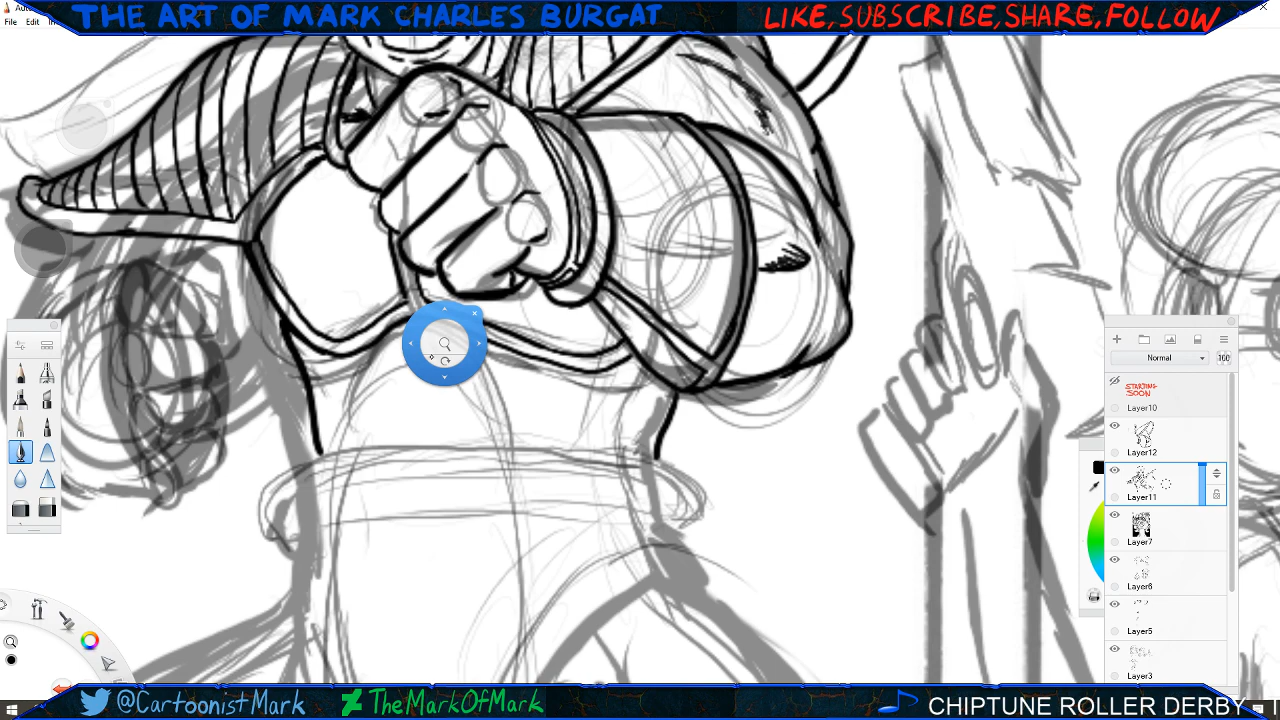 THE ART OF MARK CHARLES BURGAT
LIKE, SUBSCRIBE, SHARE, FOLLOW
File Edit
Normal
100
STARTING
SOON
Layer10
Layer12
Layer11
Layer7
Layer6
Layer5
Layer3
@CartoonistMark
TheMarkOfMark
CHIPTUNE ROLLER DERBY